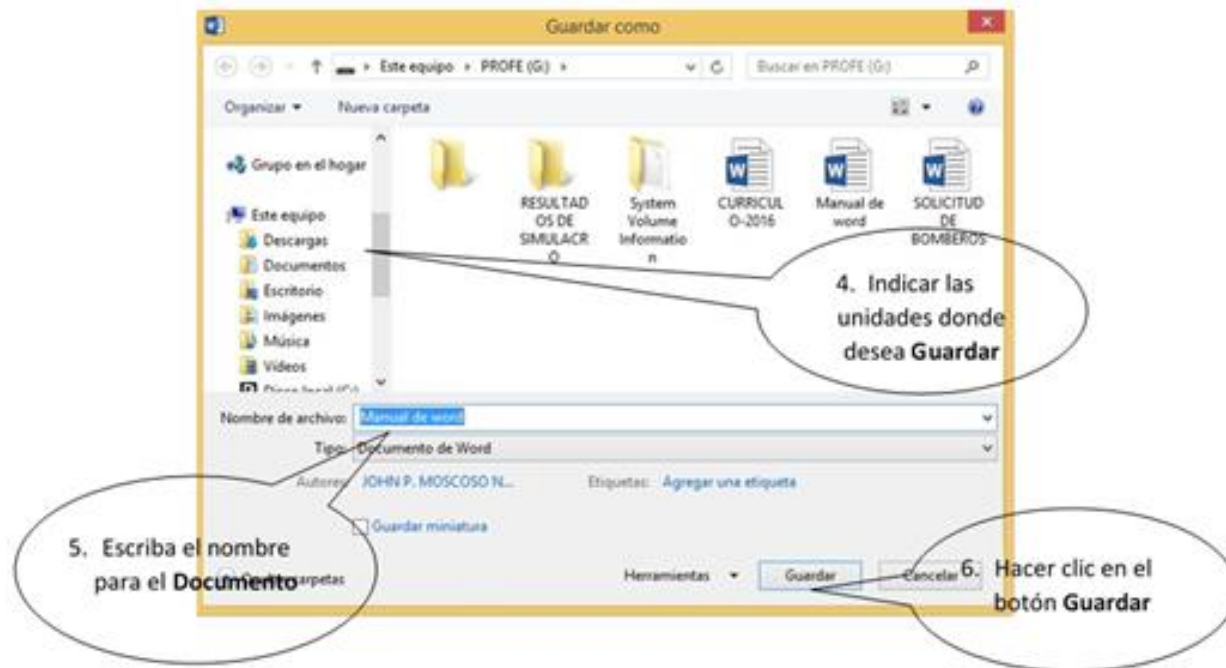 Guardar como
Este equipo ▸ PROFE (G:) ▸
Buscar en PROFE (G:)
Organizar
Nueva carpeta
Grupo en el hogar
Este equipo
Descargas
Documentos
Escritorio
Imágenes
Música
Vídeos
Disco local (C:)
RESULTAD
OS DE
SIMULACR
O
System
Volume
Informatio
n
CURRICUL
O-2016
Manual de
word
SOLICITUD
DE
BOMBEROS
4. Indicar las
unidades donde
desea Guardar
Nombre de archivo: Manual de word
Tipo: Documento de Word
Autores: JOHN P. MOSCOSO N...
Etiquetas: Agregar una etiqueta
Guardar miniatura
5. Escriba el nombre
para el Documento
carpetas
Herramientas
Guardar
Cancelar
6. Hacer clic en el
botón Guardar